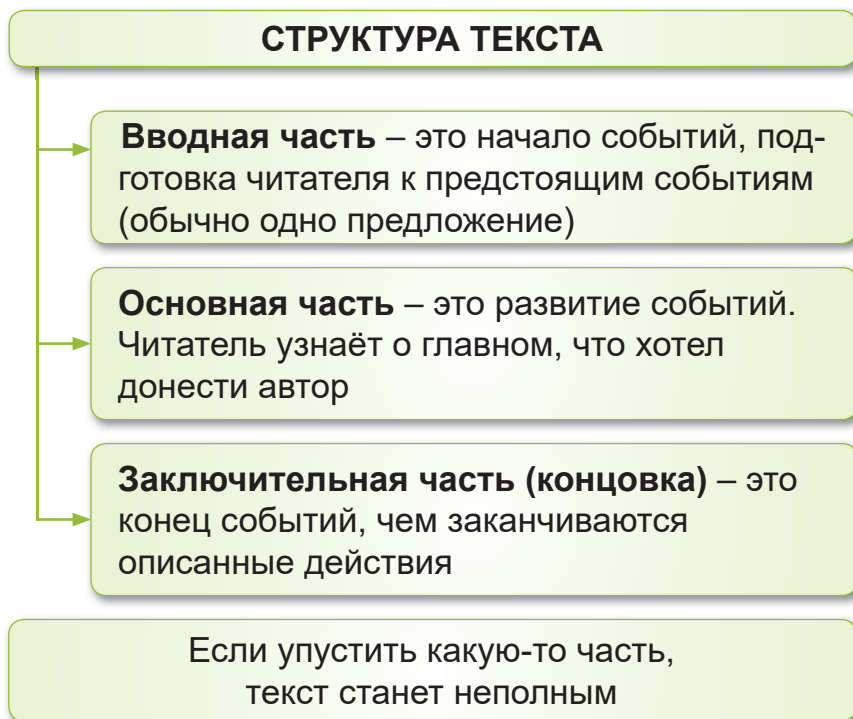 СТРУКТУРА ТЕКСТА
Вводная часть – это начало событий, под-
готовка читателя к предстоящим событиям
(обычно одно предложение)
Основная часть – это развитие событий.
Читатель узнаёт о главном, что хотел
донести автор
Заключительная часть (концовка) – это
конец событий, чем заканчиваются
описанные действия
Если упустить какую-то часть,
текст станет неполным